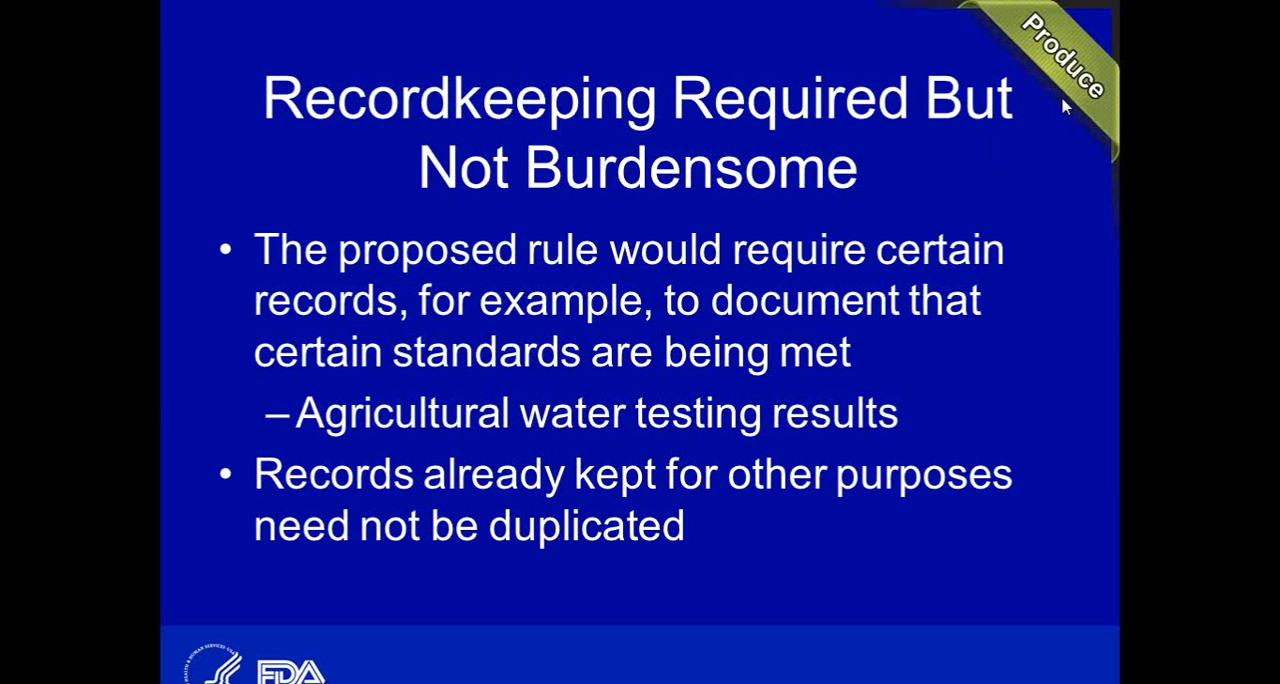 Produce
Recordkeeping Required But
Not Burdensome
• The proposed rule would require certain
records, for example, to document that
certain standards are being met
– Agricultural water testing results
• Records already kept for other purposes
need not be duplicated
FDA